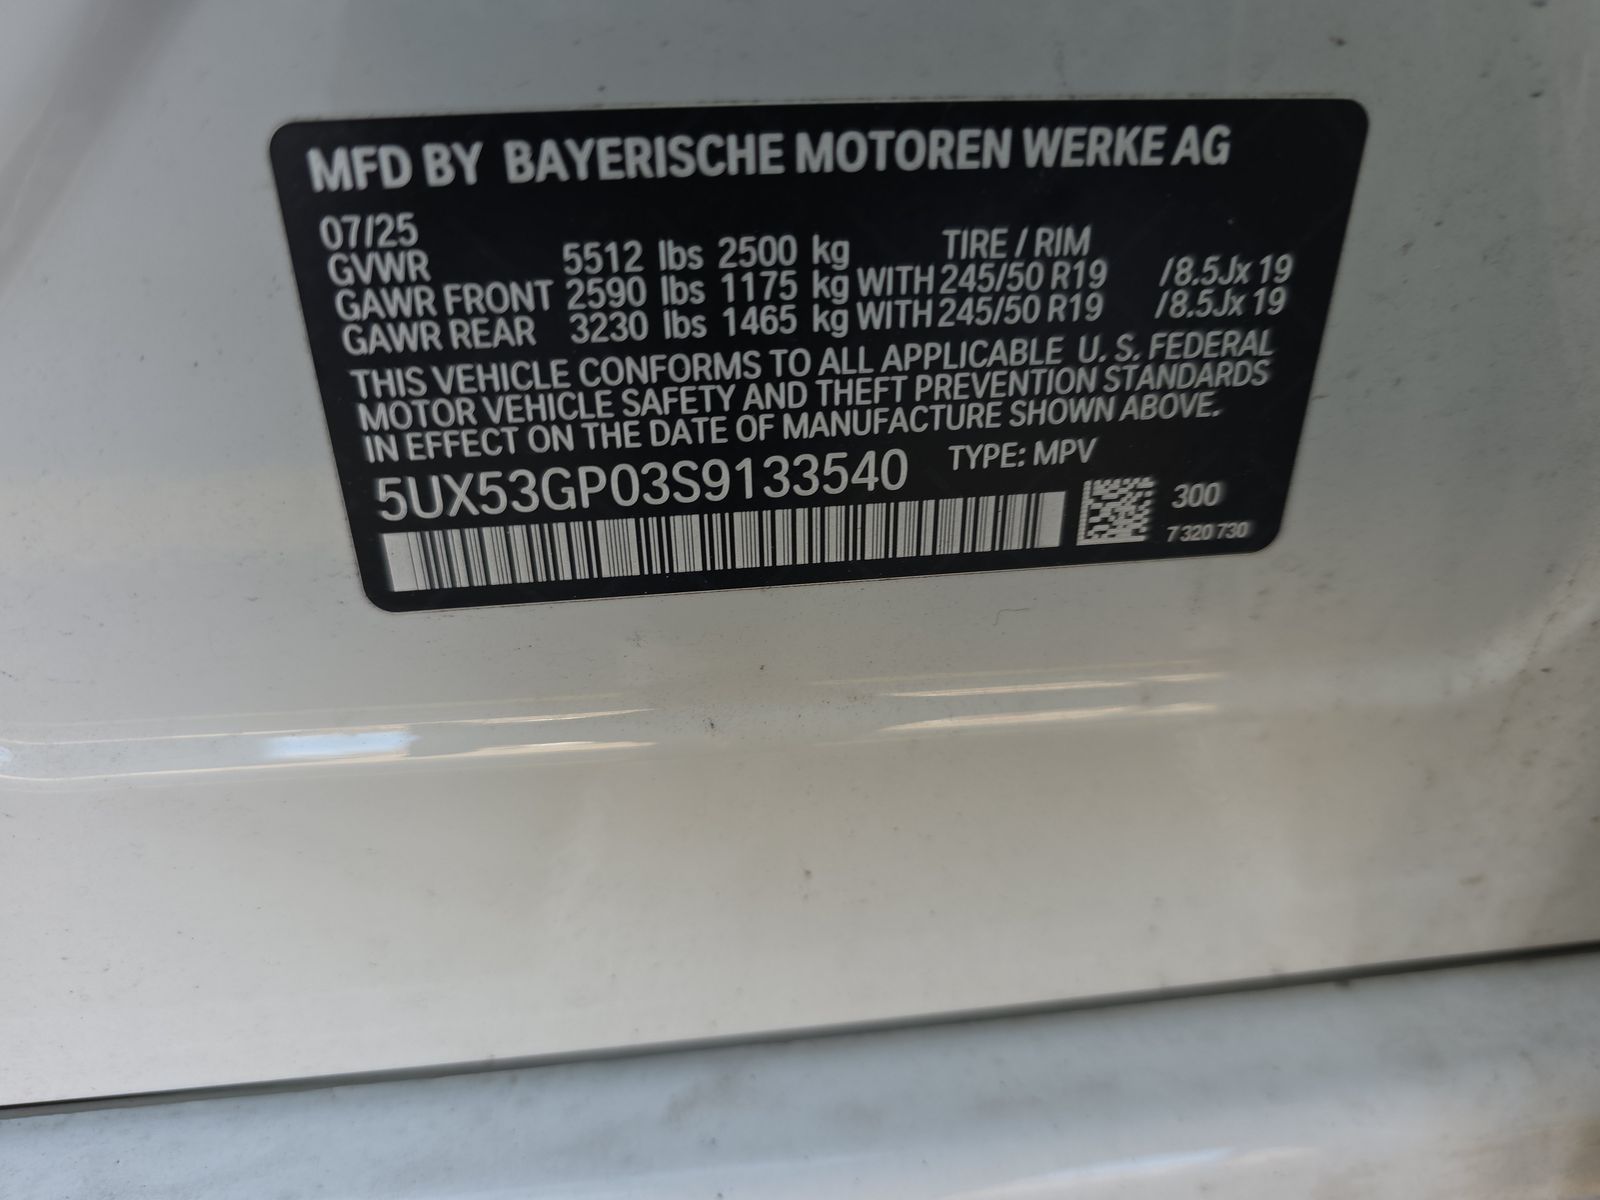 MFD BY BAYERISCHE MOTOREN WERKE AG
07/25
TIRE / RIM
GVWR 5512 lbs 2500 kg
GAWR FRONT 2590 lbs 1175 kg WITH 245/50 R19 /8.5Jx 19
GAWR REAR 3230 lbs 1465 kg WITH 245/50 R19 /8.5Jx 19
THIS VEHICLE CONFORMS TO ALL APPLICABLE U. S. FEDERAL
MOTOR VEHICLE SAFETY AND THEFT PREVENTION STANDARDS
IN EFFECT ON THE DATE OF MANUFACTURE SHOWN ABOVE.
5UX53GP03S9133540 TYPE: MPV
300
7 320 730